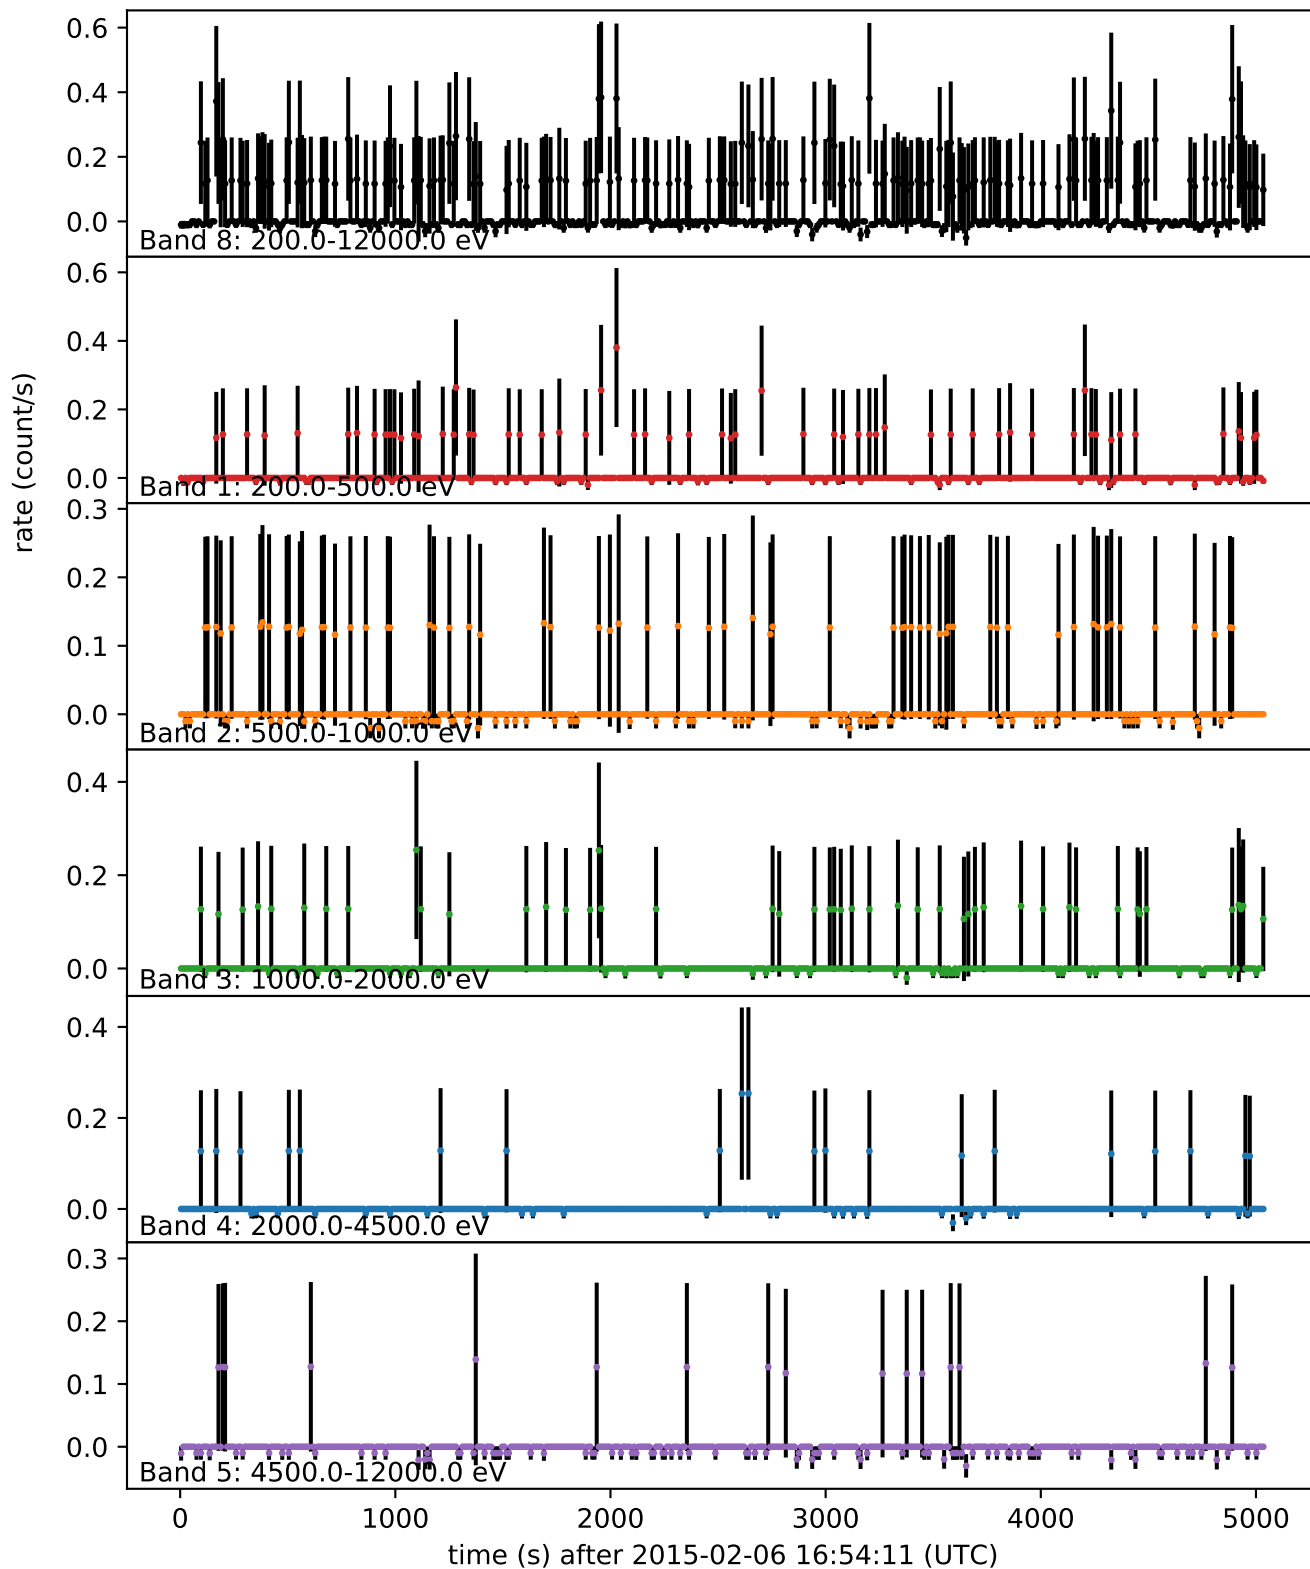 0.6
0.4
0.2
0.0
Band 8: 200.0-12000.0 eV
0.6
0.4
0.2
0.0
Band 1: 200.0-500.0 eV
rate (count/s)
0.3
0.2
0.1
0.0
Band 2: 500.0-1000.0 eV
0.4
0.2
0.0
Band 3: 1000.0-2000.0 eV
0.4
0.2
0.0
Band 4: 2000.0-4500.0 eV
0.3
0.2
0.1
0.0
Band 5: 4500.0-12000.0 eV
0 1000 2000 3000 4000 5000
time (s) after 2015-02-06 16:54:11 (UTC)